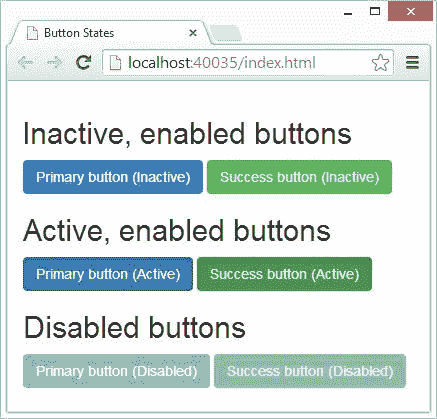 Button States
localhost:40035/index.html
Inactive, enabled buttons
Primary button (Inactive) Success button (Inactive)
Active, enabled buttons
Primary button (Active) Success button (Active)
Disabled buttons
Primary button (Disabled) Success button (Disabled)